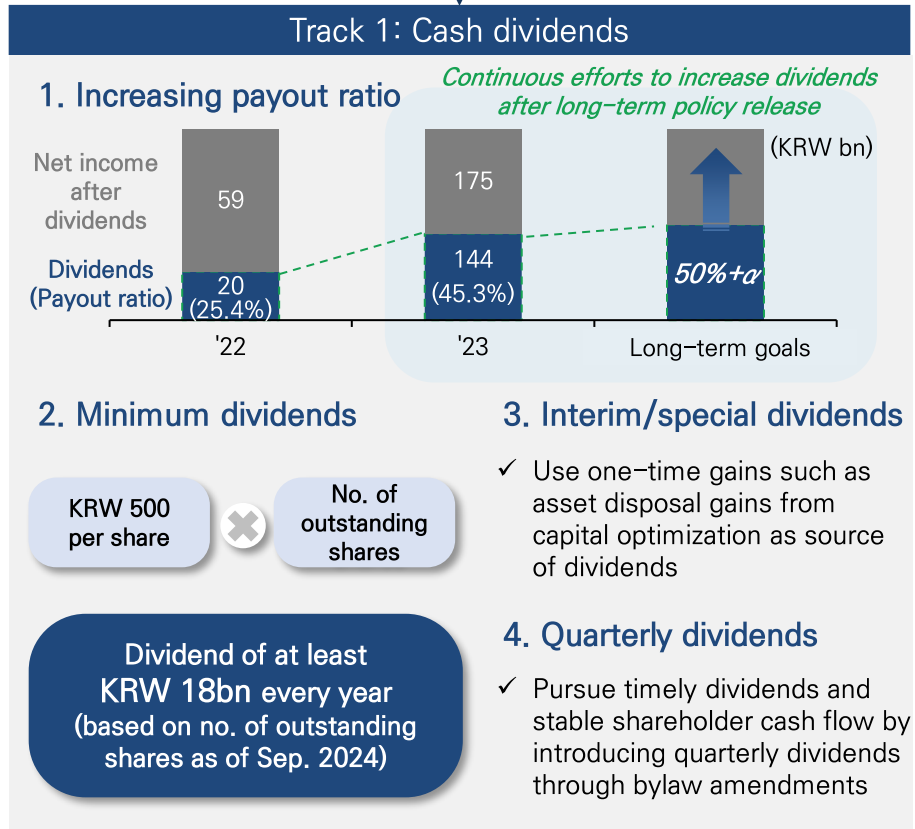 Track 1: Cash dividends
1. Increasing payout ratio
Continuous efforts to increase dividends
after long-term policy release
(KRW bn)
Net income
after
dividends
Dividends
(Payout ratio)
59
20
(25.4%)
175
144
(45.3%)
50%+α
'22
'23
Long-term goals
2. Minimum dividends
KRW 500
per share
No. of
outstanding
shares
Dividend of at least
KRW 18bn every year
(based on no. of outstanding
shares as of Sep. 2024)
3. Interim/special dividends
✓ Use one-time gains such as
asset disposal gains from
capital optimization as source
of dividends
4. Quarterly dividends
✓ Pursue timely dividends and
stable shareholder cash flow by
introducing quarterly dividends
through bylaw amendments